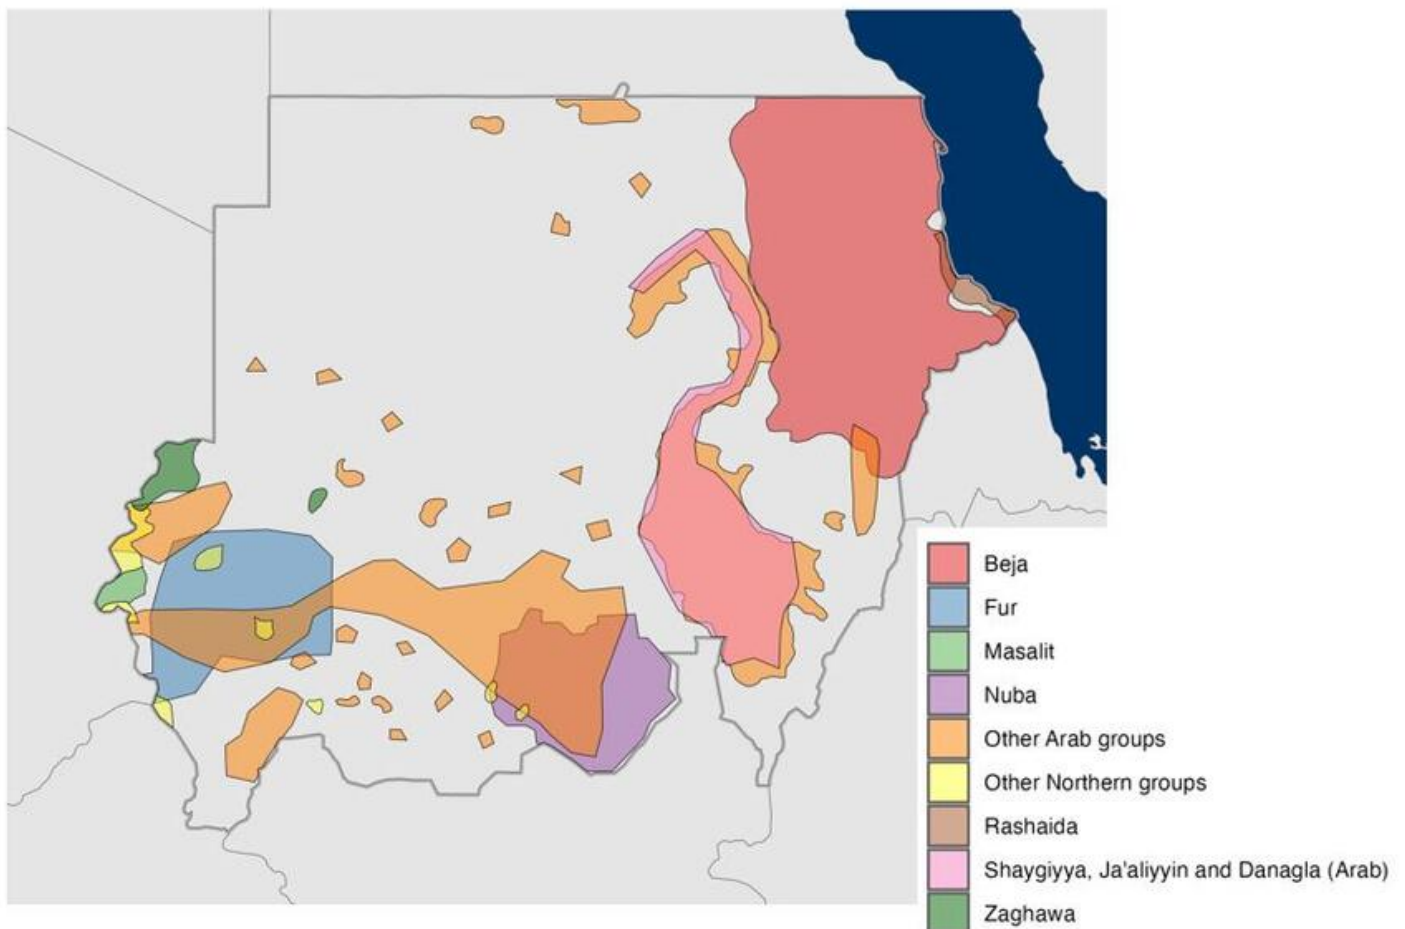 Beja
Fur
Masalit
Nuba
Other Arab groups
Other Northern groups
Rashaida
Shaygiyya, Ja'aliyyin and Danagla (Arab)
Zaghawa